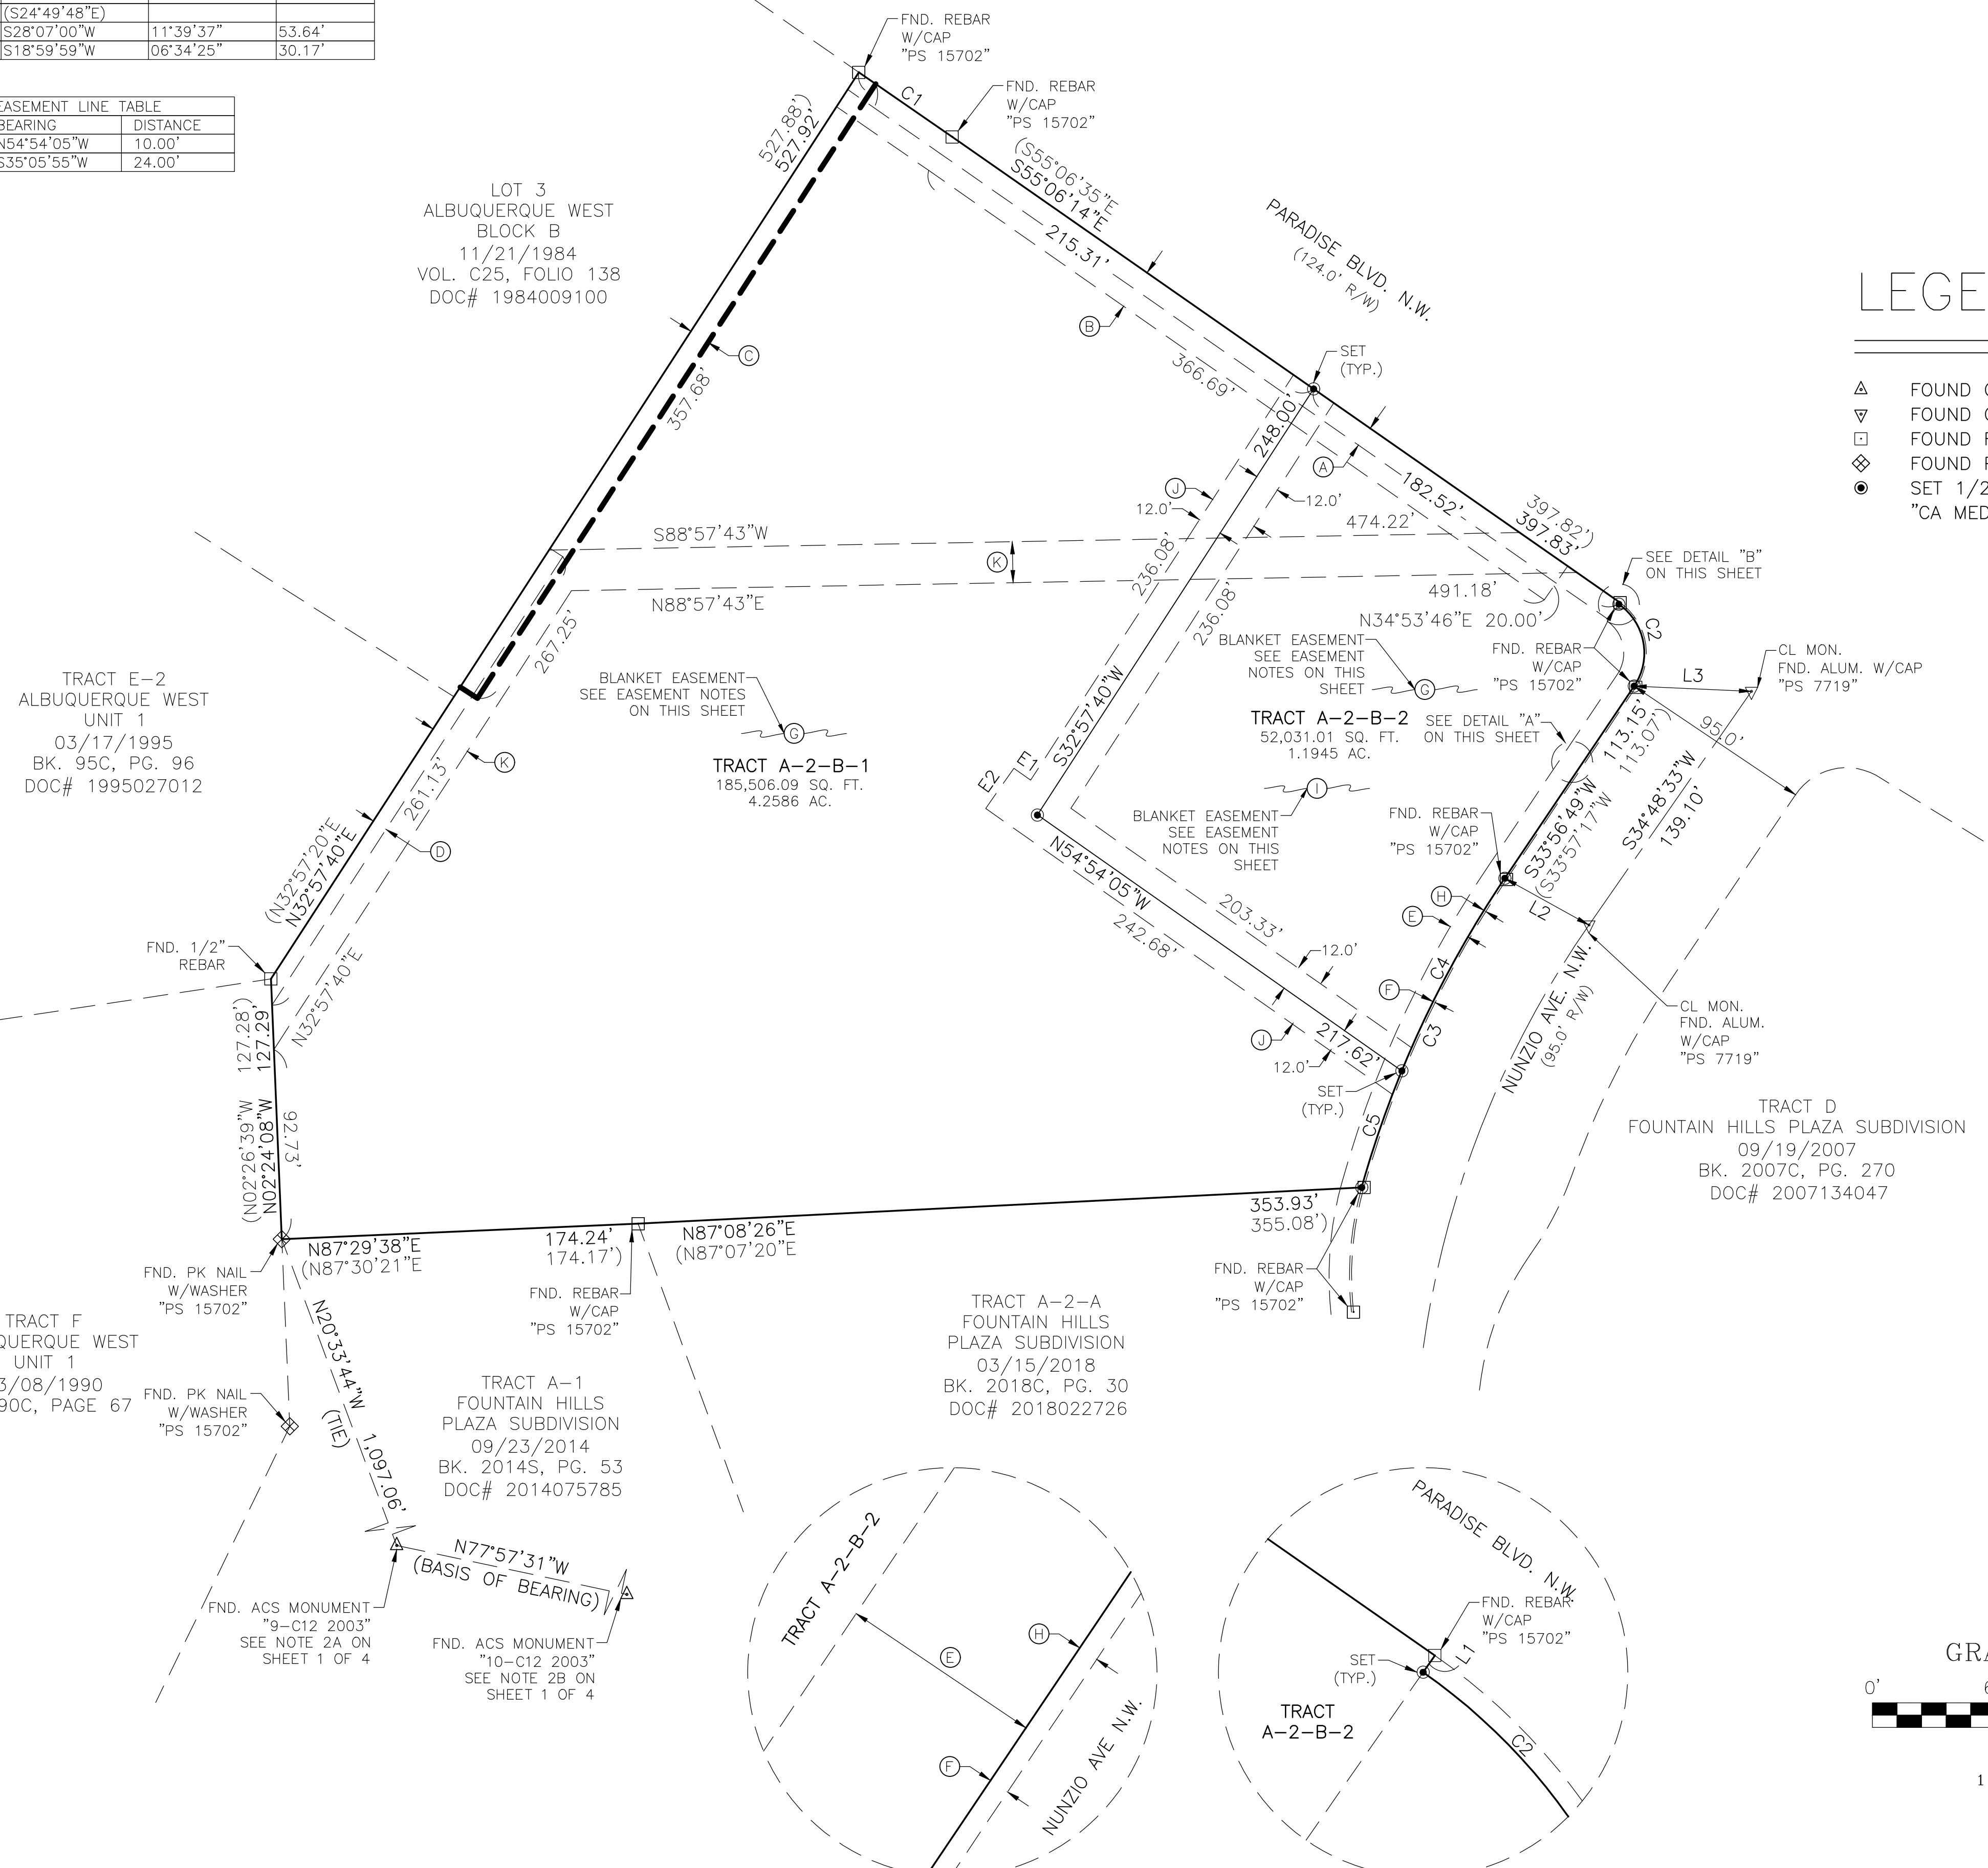 (S24°49'48"E)
S28°07'00"W 11°39'37" 53.64'
S18°59'59"W 06°34'25" 30.17'
EASEMENT LINE TABLE
BEARING DISTANCE
N54°54'05"W 10.00'
S35°05'55"W 24.00'
FND. REBAR
W/CAP
"PS 15702"
C1
FND. REBAR
W/CAP
"PS 15702"
527.88')
527.92'
(S55°06'35"E
S55°06'14"E
215.31'
LOT 3
ALBUQUERQUE WEST
BLOCK B
11/21/1984
VOL. C25, FOLIO 138
DOC# 1984009100
PARADISE BLVD. N.W.
(124.0' R/W)
B
C
357.68'
366.69'
SET
(TYP.)
248.00'
A
J
12.0'
12.0'
182.52'
397.82')
397.83'
474.22'
S88°57'43"W
K
N88°57'43"E
491.18'
N34°53'46"E 20.00'
236.08'
236.08'
267.25'
SEE DETAIL "B"
ON THIS SHEET
LEGE
FOUND
FOUND
FOUND
FOUND
SET 1/2
"CA MED
C2
CL MON.
FND. ALUM. W/CAP
"PS 7719"
L3
FND. REBAR
W/CAP
"PS 15702"
95.0'
BLANKET EASEMENT
SEE EASEMENT
NOTES ON THIS
SHEET
G
BLANKET EASEMENT
SEE EASEMENT NOTES
ON THIS SHEET
G
TRACT A-2-B-2
52,031.01 SQ. FT.
1.1945 AC.
SEE DETAIL "A"
ON THIS SHEET
TRACT A-2-B-1
185,506.09 SQ. FT.
4.2586 AC.
TRACT E-2
ALBUQUERQUE WEST
UNIT 1
03/17/1995
BK. 95C, PG. 96
DOC# 1995027012
K
261.13'
D
E1
E2
S32°57'40"W
I
BLANKET EASEMENT
SEE EASEMENT
NOTES ON THIS
SHEET
FND. REBAR
W/CAP
"PS 15702"
113.15'
113.07')
S33°56'49"W
(S33°57'17"W
S34°48'33"W
139.10'
(N32°57'20"E
N32°57'40"E
N54°54'05"W
242.68'
203.33'
12.0'
H
E
L2
FND. 1/2"
REBAR
N32°57'40"E
C4
F
C3
J
12.0'
217.62'
SET
(TYP.)
NUNZIO AVE. N.W.
(95.0' R/W)
CL MON.
FND. ALUM.
W/CAP
"PS 7719"
127.28')
127.29'
(N02°26'39"W
N02°24'08"W
92.73'
C5
TRACT D
FOUNTAIN HILLS PLAZA SUBDIVISION
09/19/2007
BK. 2007C, PG. 270
DOC# 2007134047
N87°29'38"E 174.24'
(N87°30'21"E 174.17')
N87°08'26"E 353.93'
(N87°07'20"E 355.08')
FND. PK NAIL
W/WASHER
"PS 15702"
FND. REBAR
W/CAP
"PS 15702"
FND. REBAR
W/CAP
"PS 15702"
TRACT F
QUERQUE WEST
UNIT 1
3/08/1990
90C, PAGE 67
FND. PK NAIL
W/WASHER
"PS 15702"
N20°33'44"W 1,097.06'
(TIE)
TRACT A-1
FOUNTAIN HILLS
PLAZA SUBDIVISION
09/23/2014
BK. 2014S, PG. 53
DOC# 2014075785
TRACT A-2-A
FOUNTAIN HILLS
PLAZA SUBDIVISION
03/15/2018
BK. 2018C, PG. 30
DOC# 2018022726
N77°57'31"W
(BASIS OF BEARING)
FND. ACS MONUMENT
"9-C12 2003"
SEE NOTE 2A ON
SHEET 1 OF 4
FND. ACS MONUMENT
"10-C12 2003"
SEE NOTE 2B ON
SHEET 1 OF 4
TRACT A-2-B-2
E
H
F
NUNZIO AVE N.W.
PARADISE BLVD. N.W.
FND. REBAR
W/CAP
"PS 15702"
L1
SET
(TYP.)
TRACT
A-2-B-2
C2
GRA
0'
1